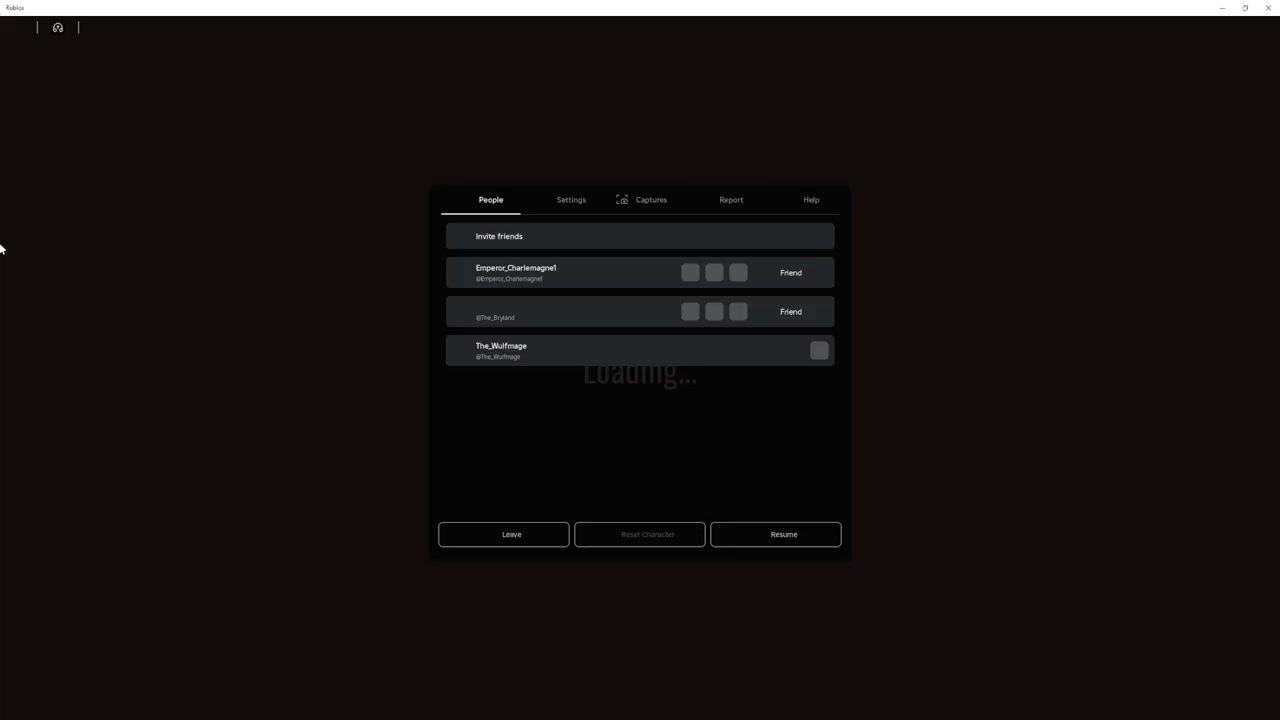 Roblox
People
Settings
Captures
Report
Help
Invite friends
Emperor_Charlemagne1
@Emperor_Charlemagne1
Friend
@The_Bryland
Friend
The_Wulfmage
@The_Wulfmage
Loading...
Leave
Reset Character
Resume